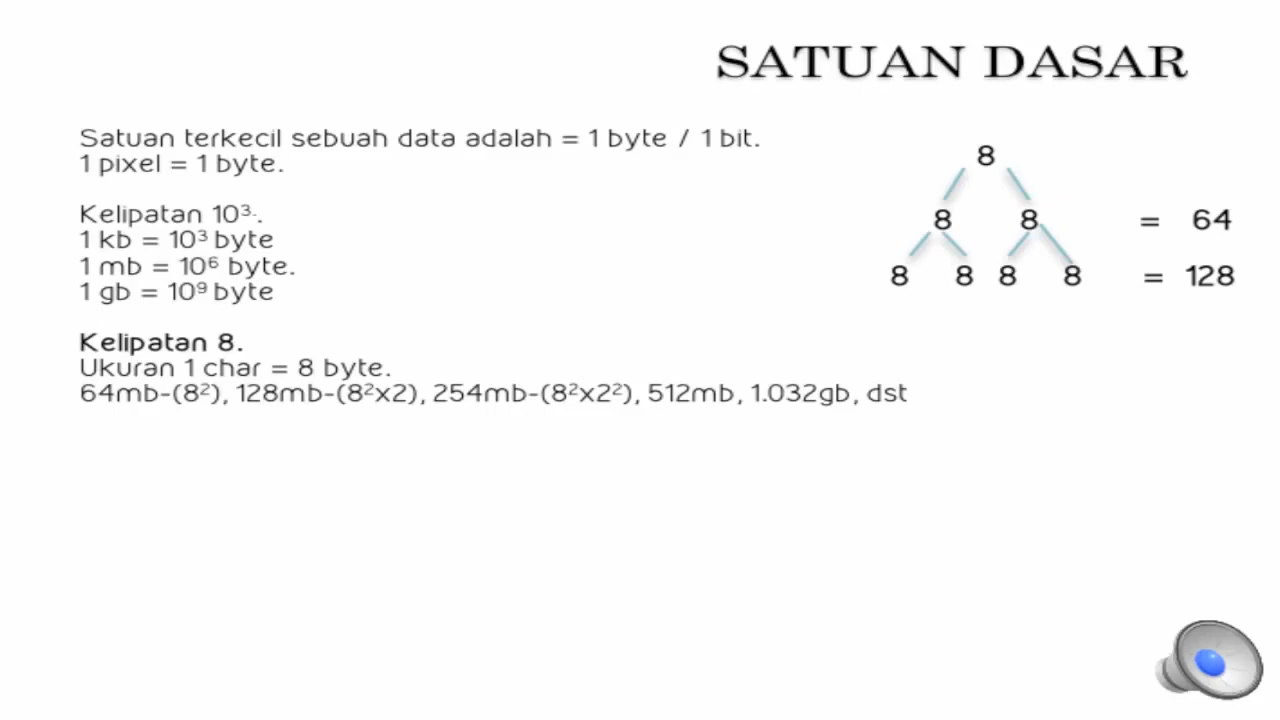 SATUAN DASAR
Satuan terkecil sebuah data adalah = 1 byte / 1 bit.
1 pixel = 1 byte.
Kelipatan 10³·.
1 kb = 10³ byte
1 mb = 10⁶ byte.
1 gb = 10⁹ byte
Kelipatan 8.
Ukuran 1 char = 8 byte.
64mb-(8²), 128mb-(8²x2), 254mb-(8²x2²), 512mb, 1.032gb, dst
8
8 8 = 64
8 8 8 8 = 128